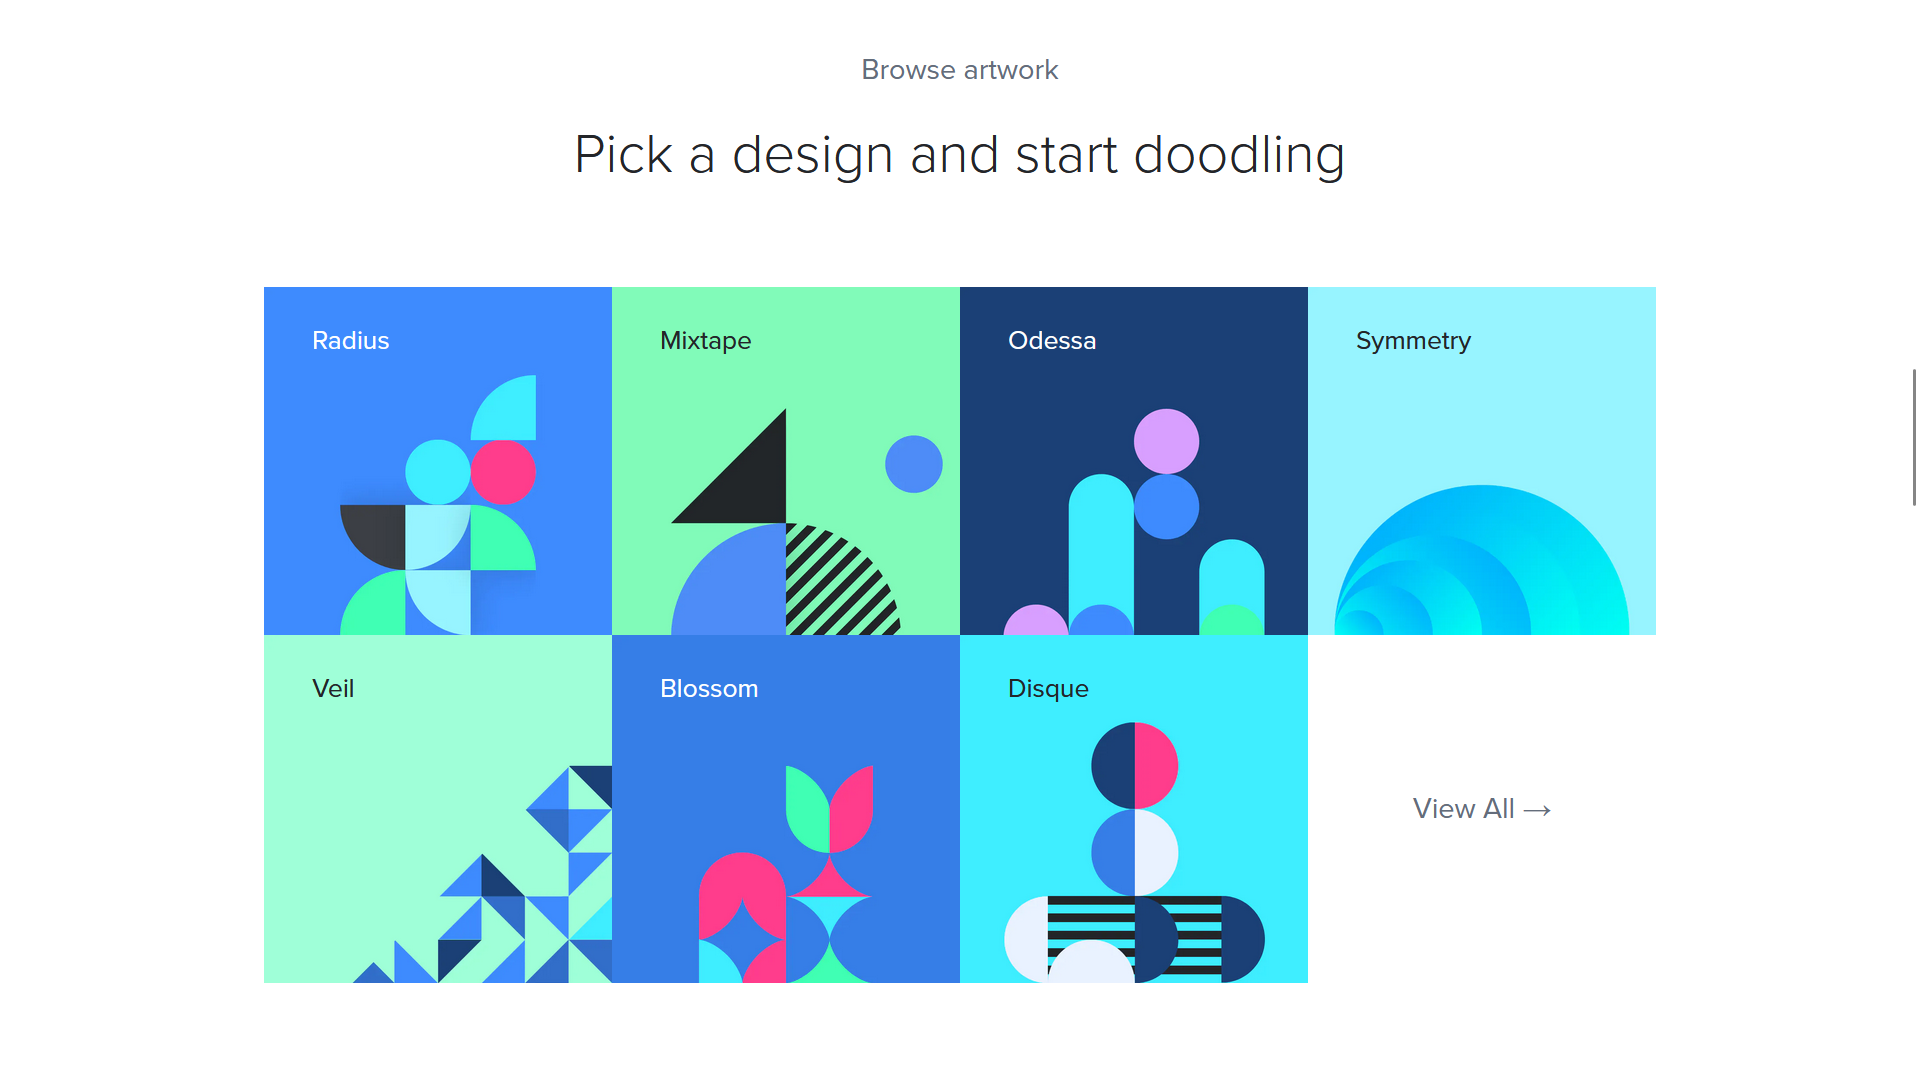 Browse artwork
Pick a design and start doodling
Radius
Mixtape
Odessa
Symmetry
Veil
Blossom
Disque
View All →